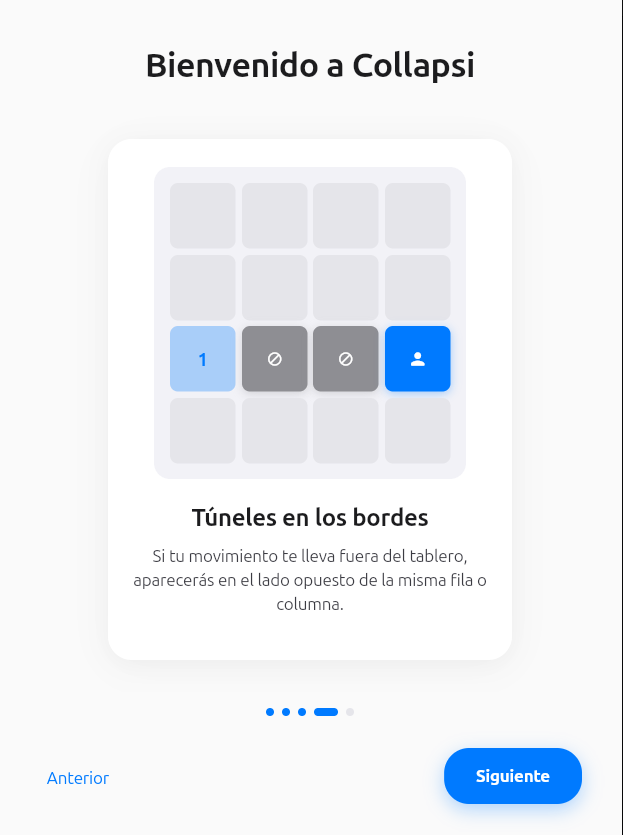 Bienvenido a Collapsi
1
Túneles en los bordes
Si tu movimiento te lleva fuera del tablero,
aparecerás en el lado opuesto de la misma fila o
columna.
Anterior
Siguiente